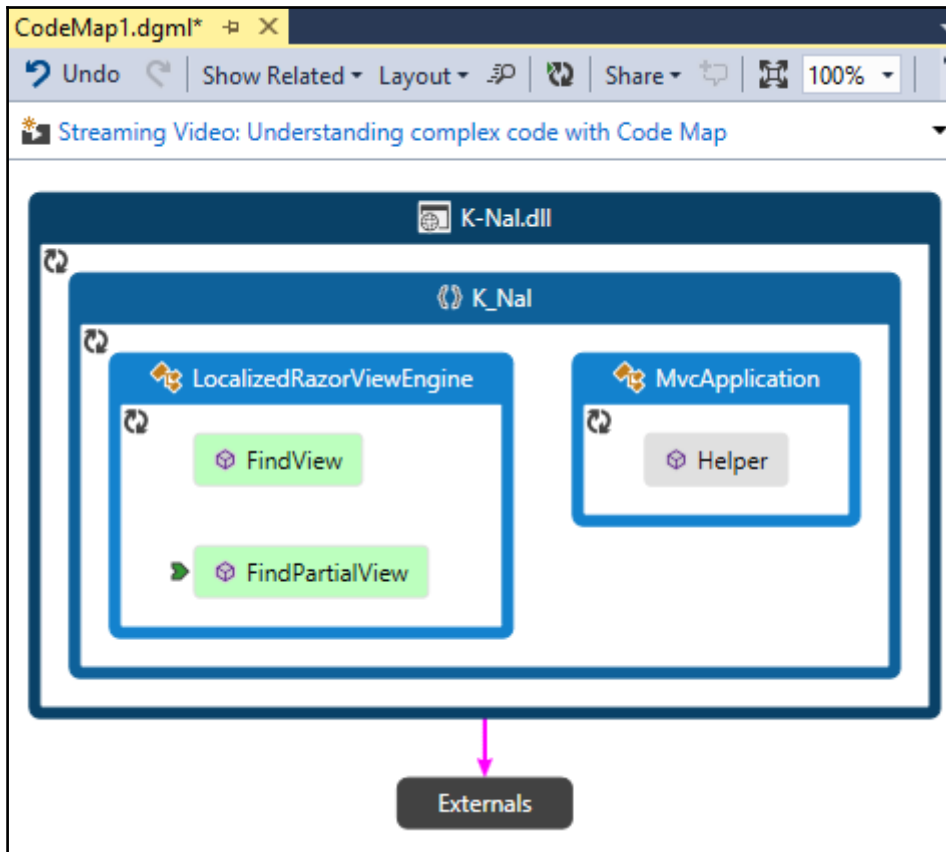 CodeMap1.dgml*
Undo Show Related Layout Share 100%
Streaming Video: Understanding complex code with Code Map
K-Nal.dll
K_Nal
LocalizedRazorViewEngine MvcApplication
FindView Helper
FindPartialView
Externals